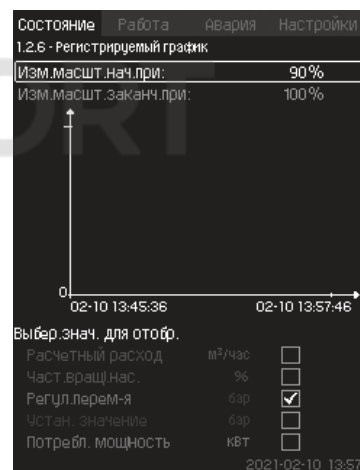 Состояние Работа Авария Настройки
1.2.6 - Регистрируемый график
Изм.масшт.нач.при: 90%
Изм.масшт.заканч.при: 100%
0
02-10 13:45:36 02-10 13:57:46
Выбер.знач. для отобр.
Расчетный расход м³/час
Част.вращ.нас. %
Регул.перем-я бар
Устан. значение бар
Потребл. мощность кВт
2021-02-10 13:57